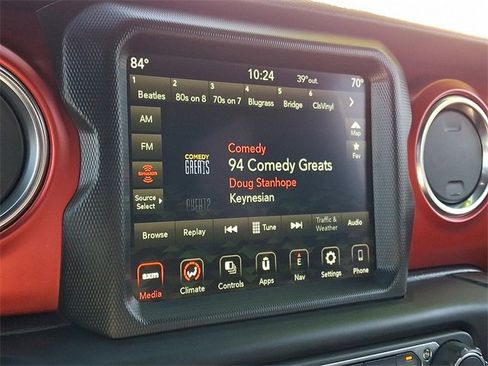 84° 10:24 39°out. 70°
1 2 3 4 5 6
Beatles 80s on 8 70s on 7 Blugrass Bridge ClsVinyl
AM
FM
SiriusXM
Source
Select
COMEDY
GREATS
Comedy
94 Comedy Greats
Doug Stanhope
Keynesian
Map
Fav
Browse Replay Tune Traffic & Weather Audio
sxm E
Media Climate Controls Apps Nav Settings Phone